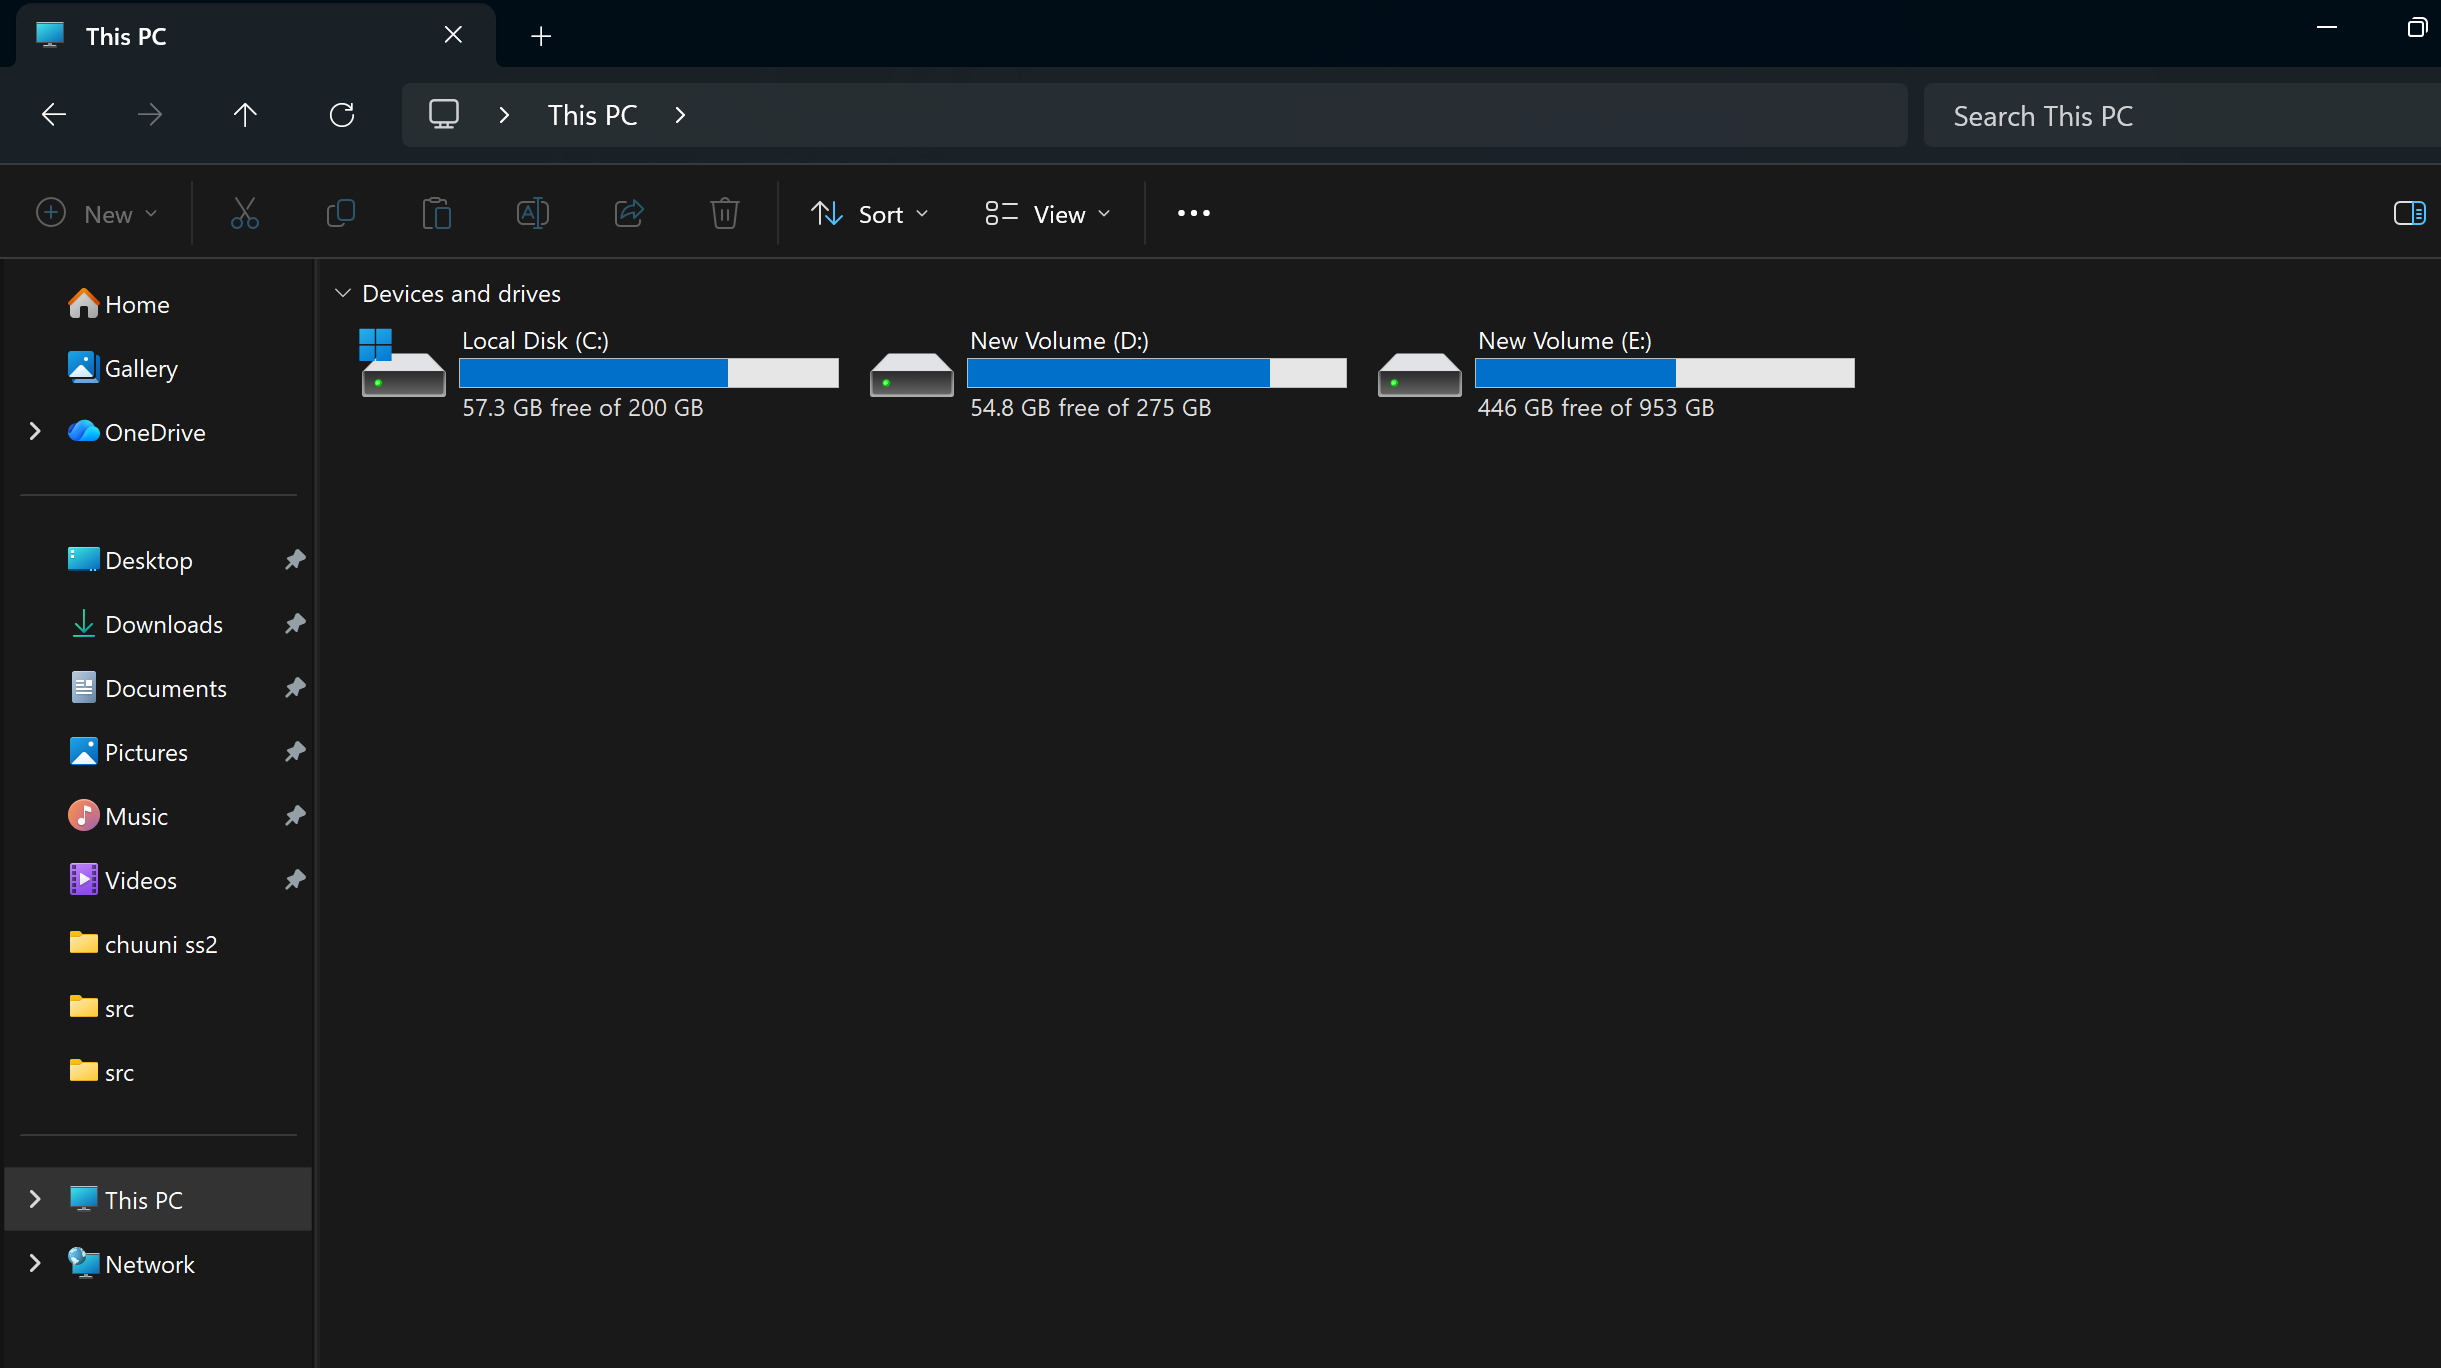 This PC
This PC
Search This PC
New
Sort
View
Home
Gallery
OneDrive
Desktop
Downloads
Documents
Pictures
Music
Videos
chuuni ss2
src
src
This PC
Network
Devices and drives
Local Disk (C:)
57.3 GB free of 200 GB
New Volume (D:)
54.8 GB free of 275 GB
New Volume (E:)
446 GB free of 953 GB